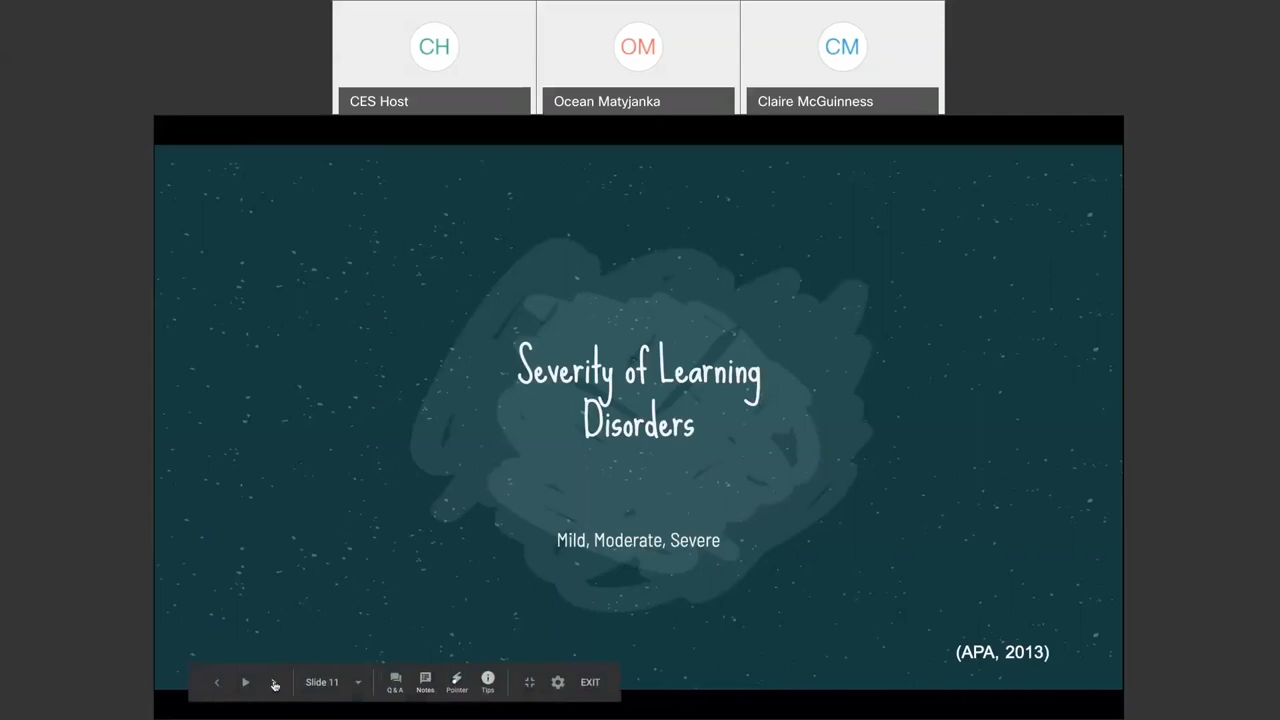 CH
OM
CM
CES Host
Ocean Matyjanka
Claire McGuinness
Severity of Learning
Disorders
Mild, Moderate, Severe
(APA, 2013)
Slide 11
Q & A
Notes
Pointer
Tips
EXIT